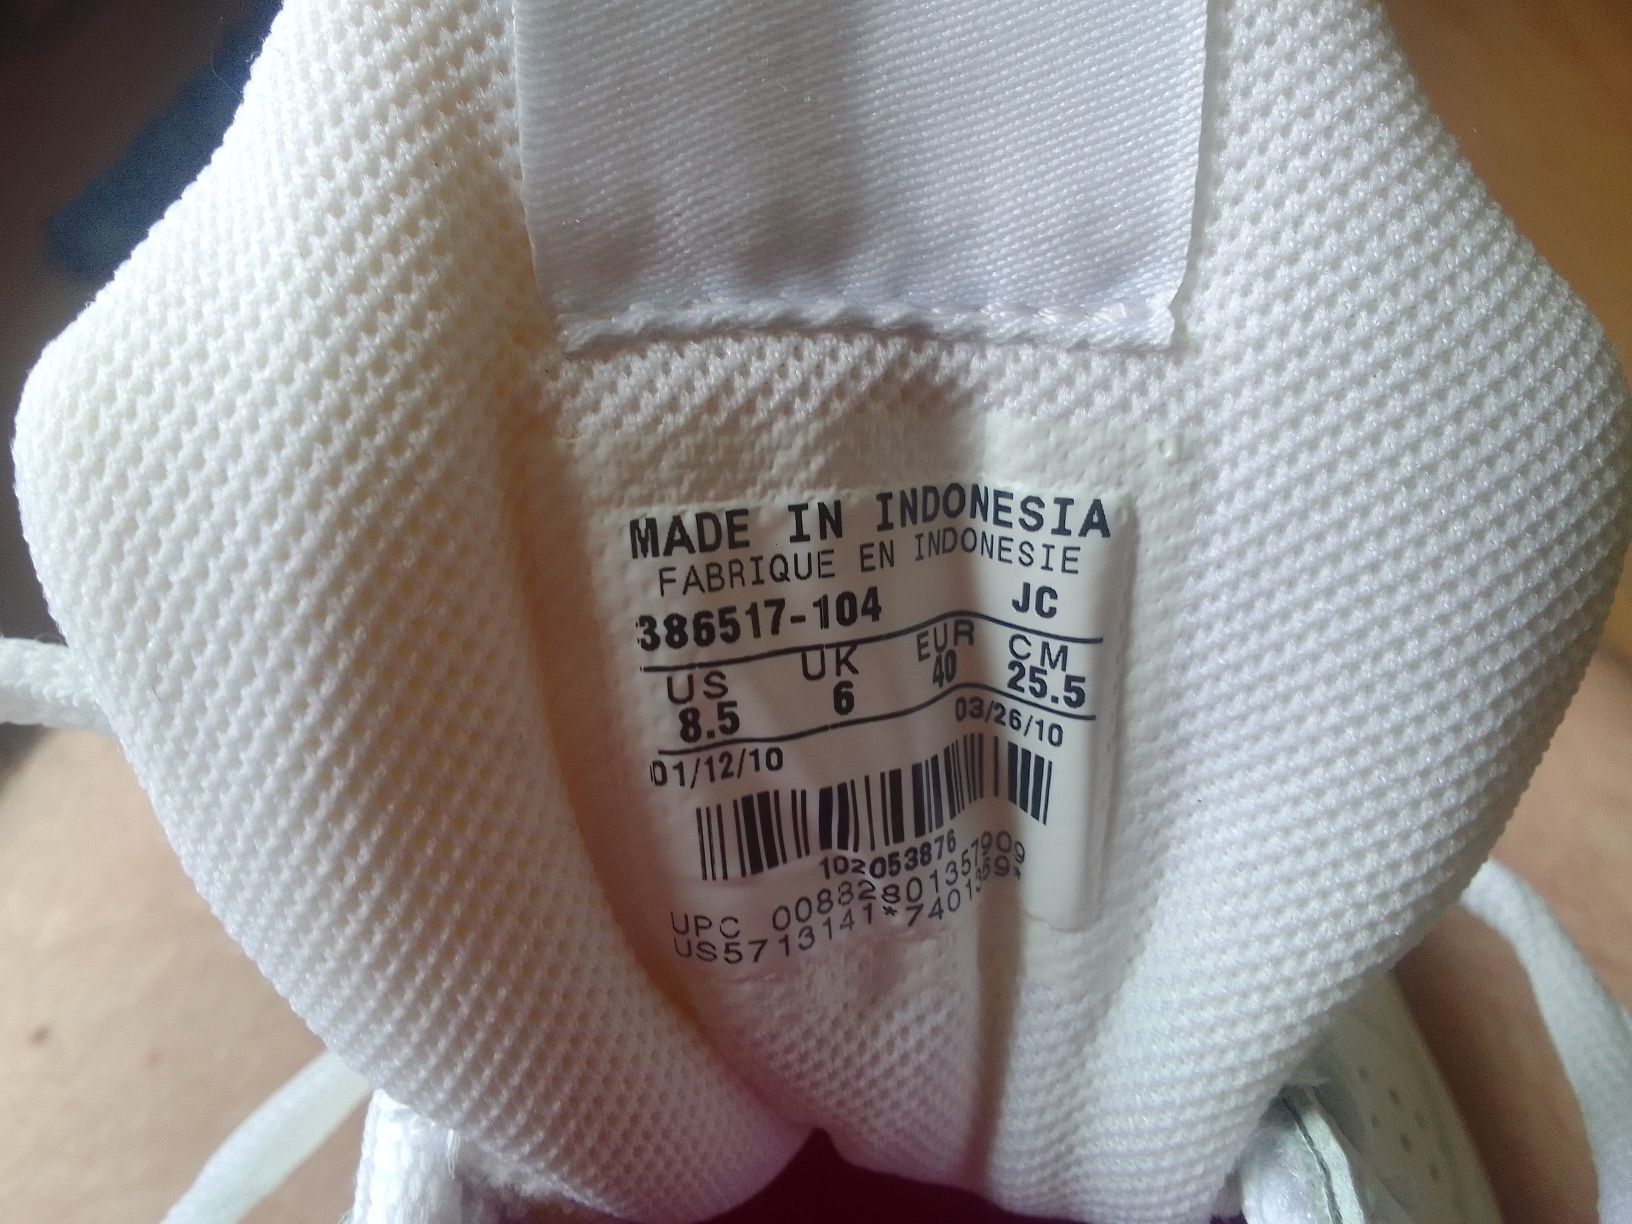 MADE IN INDONESIA
FABRIQUE EN INDONESIE
386517-104 JC
US UK EUR CM
8.5 6 40 25.5
01/12/10 03/26/10
102053876
UPC 00882801357909
US5713141*7401359*